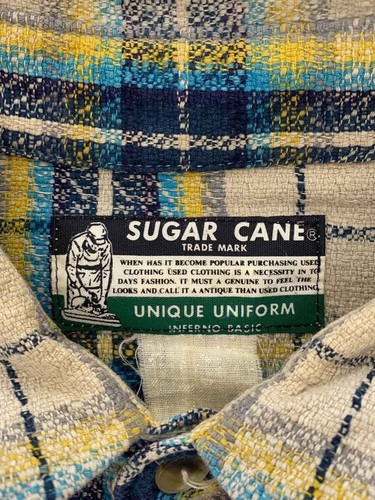 SUGAR CANE®
TRADE MARK
WHEN HAS IT BECOME POPULAR PURCHASING USED
CLOTHING USED CLOTHING IS A NECESSITY IN TO
DAYS FASHION. IT MUST A GENUINE TO FEEL THE
LOOKS AND CALL IT A ANTIQUE THAN USED CLOTHING.
UNIQUE UNIFORM
INFERNO BASIC